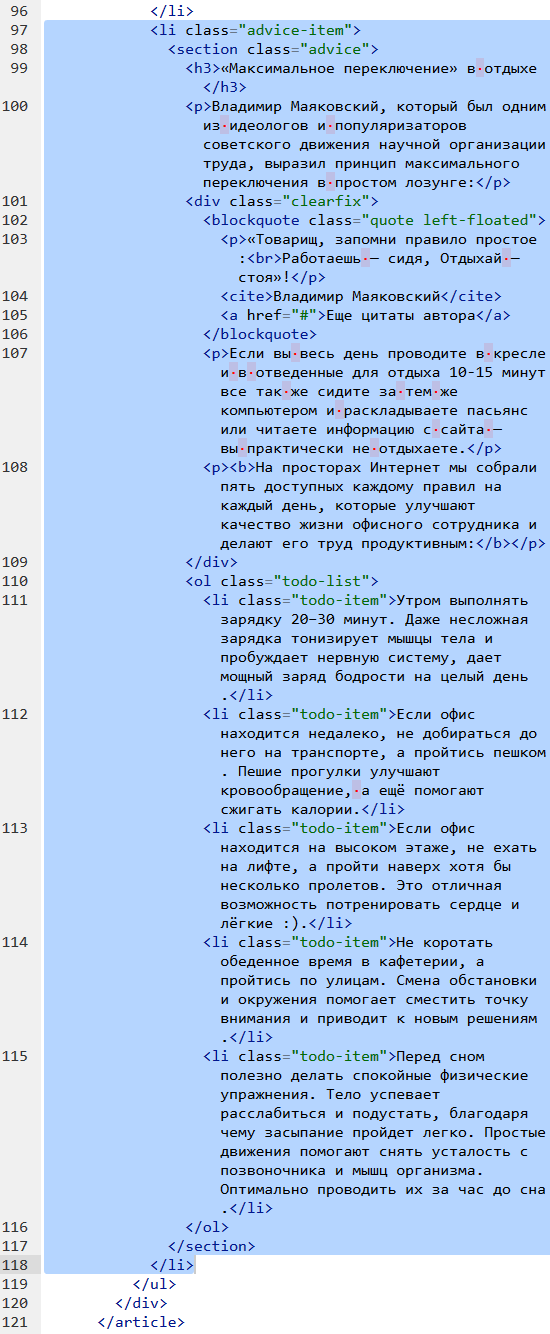 96 </li>
97 <li class="advice-item">
98 <section class="advice">
99 <h3>«Максимальное переключение» в·отдыхе
</h3>
100 <p>Владимир Маяковский, который был одним
из·идеологов и·популяризаторов
советского движения научной организации
труда, выразил принцип максимального
переключения в·простом лозунге:</p>
101 <div class="clearfix">
102 <blockquote class="quote left-floated">
103 <p>«Товарищ, запомни правило простое
:<br>Работаешь·— сидя, Отдыхай·—
стоя»!</p>
104 <cite>Владимир Маяковский</cite>
105 <a href="#">Еще цитаты автора</a>
106 </blockquote>
107 <p>Если вы·весь день проводите в·кресле
и·в·отведенные для отдыха 10-15 минут
все так·же сидите за·тем·же
компьютером и·раскладываете пасьянс
или читаете информацию с·сайта·—
вы·практически не·отдыхаете.</p>
108 <p><b>На просторах Интернет мы собрали
пять доступных каждому правил на
каждый день, которые улучшают
качество жизни офисного сотрудника и
делают его труд продуктивным:</b></p>
109 </div>
110 <ol class="todo-list">
111 <li class="todo-item">Утром выполнять
зарядку 20–30 минут. Даже несложная
зарядка тонизирует мышцы тела и
пробуждает нервную систему, дает
мощный заряд бодрости на целый день
.</li>
112 <li class="todo-item">Если офис
находится недалеко, не добираться до
него на транспорте, а пройтись пешком
. Пешие прогулки улучшают
кровообращение,·а ещё помогают
сжигать калории.</li>
113 <li class="todo-item">Если офис
находится на высоком этаже, не ехать
на лифте, а пройти наверх хотя бы
несколько пролетов. Это отличная
возможность потренировать сердце и
лёгкие :).</li>
114 <li class="todo-item">Не коротать
обеденное время в кафетерии, а
пройтись по улицам. Смена обстановки
и окружения помогает сместить точку
внимания и приводит к новым решениям
.</li>
115 <li class="todo-item">Перед сном
полезно делать спокойные физические
упражнения. Тело успевает
расслабиться и подустать, благодаря
чему засыпание пройдет легко. Простые
движения помогают снять усталость с
позвоночника и мышц организма.
Оптимально проводить их за час до сна
.</li>
116 </ol>
117 </section>
118 </li>
119 </ul>
120 </div>
121 </article>